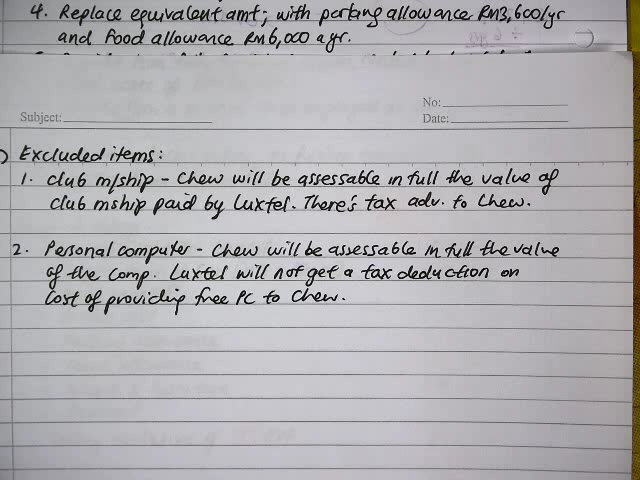 4. Replace equivalent amt; with parking allowance RM3,600/yr
and Food allowance RM6,000 a yr.
No:
Subject:
Date:
Excluded items:
1. club m/ship - Chew will be assessable in full the value of
club mship paid by Luxtel. There's tax adv. to Chew.
2. Personal computer - Chew will be assessable in full the value
of the comp. Luxtel will not get a tax deduction on
cost of providing free PC to Chew.